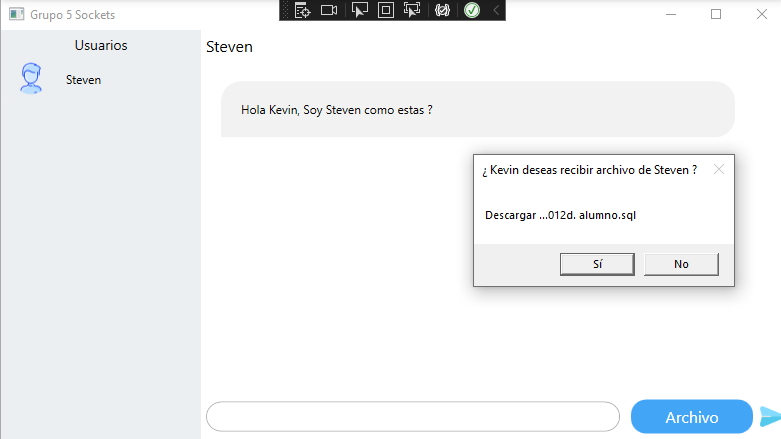 Grupo 5 Sockets
Usuarios
Steven
Steven
Hola Kevin, Soy Steven como estas ?
¿ Kevin deseas recibir archivo de Steven ?
Descargar ...012d. alumno.sql
Sí
No
Archivo